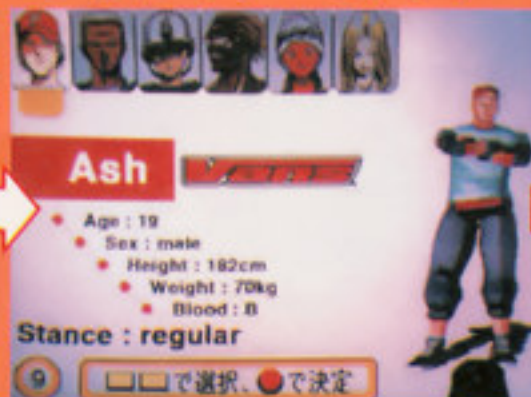 Ash
Age : 19
Sex : male
Height : 182cm
Weight : 70kg
Blood : B
Stance : regular
9
で選択、●で決定